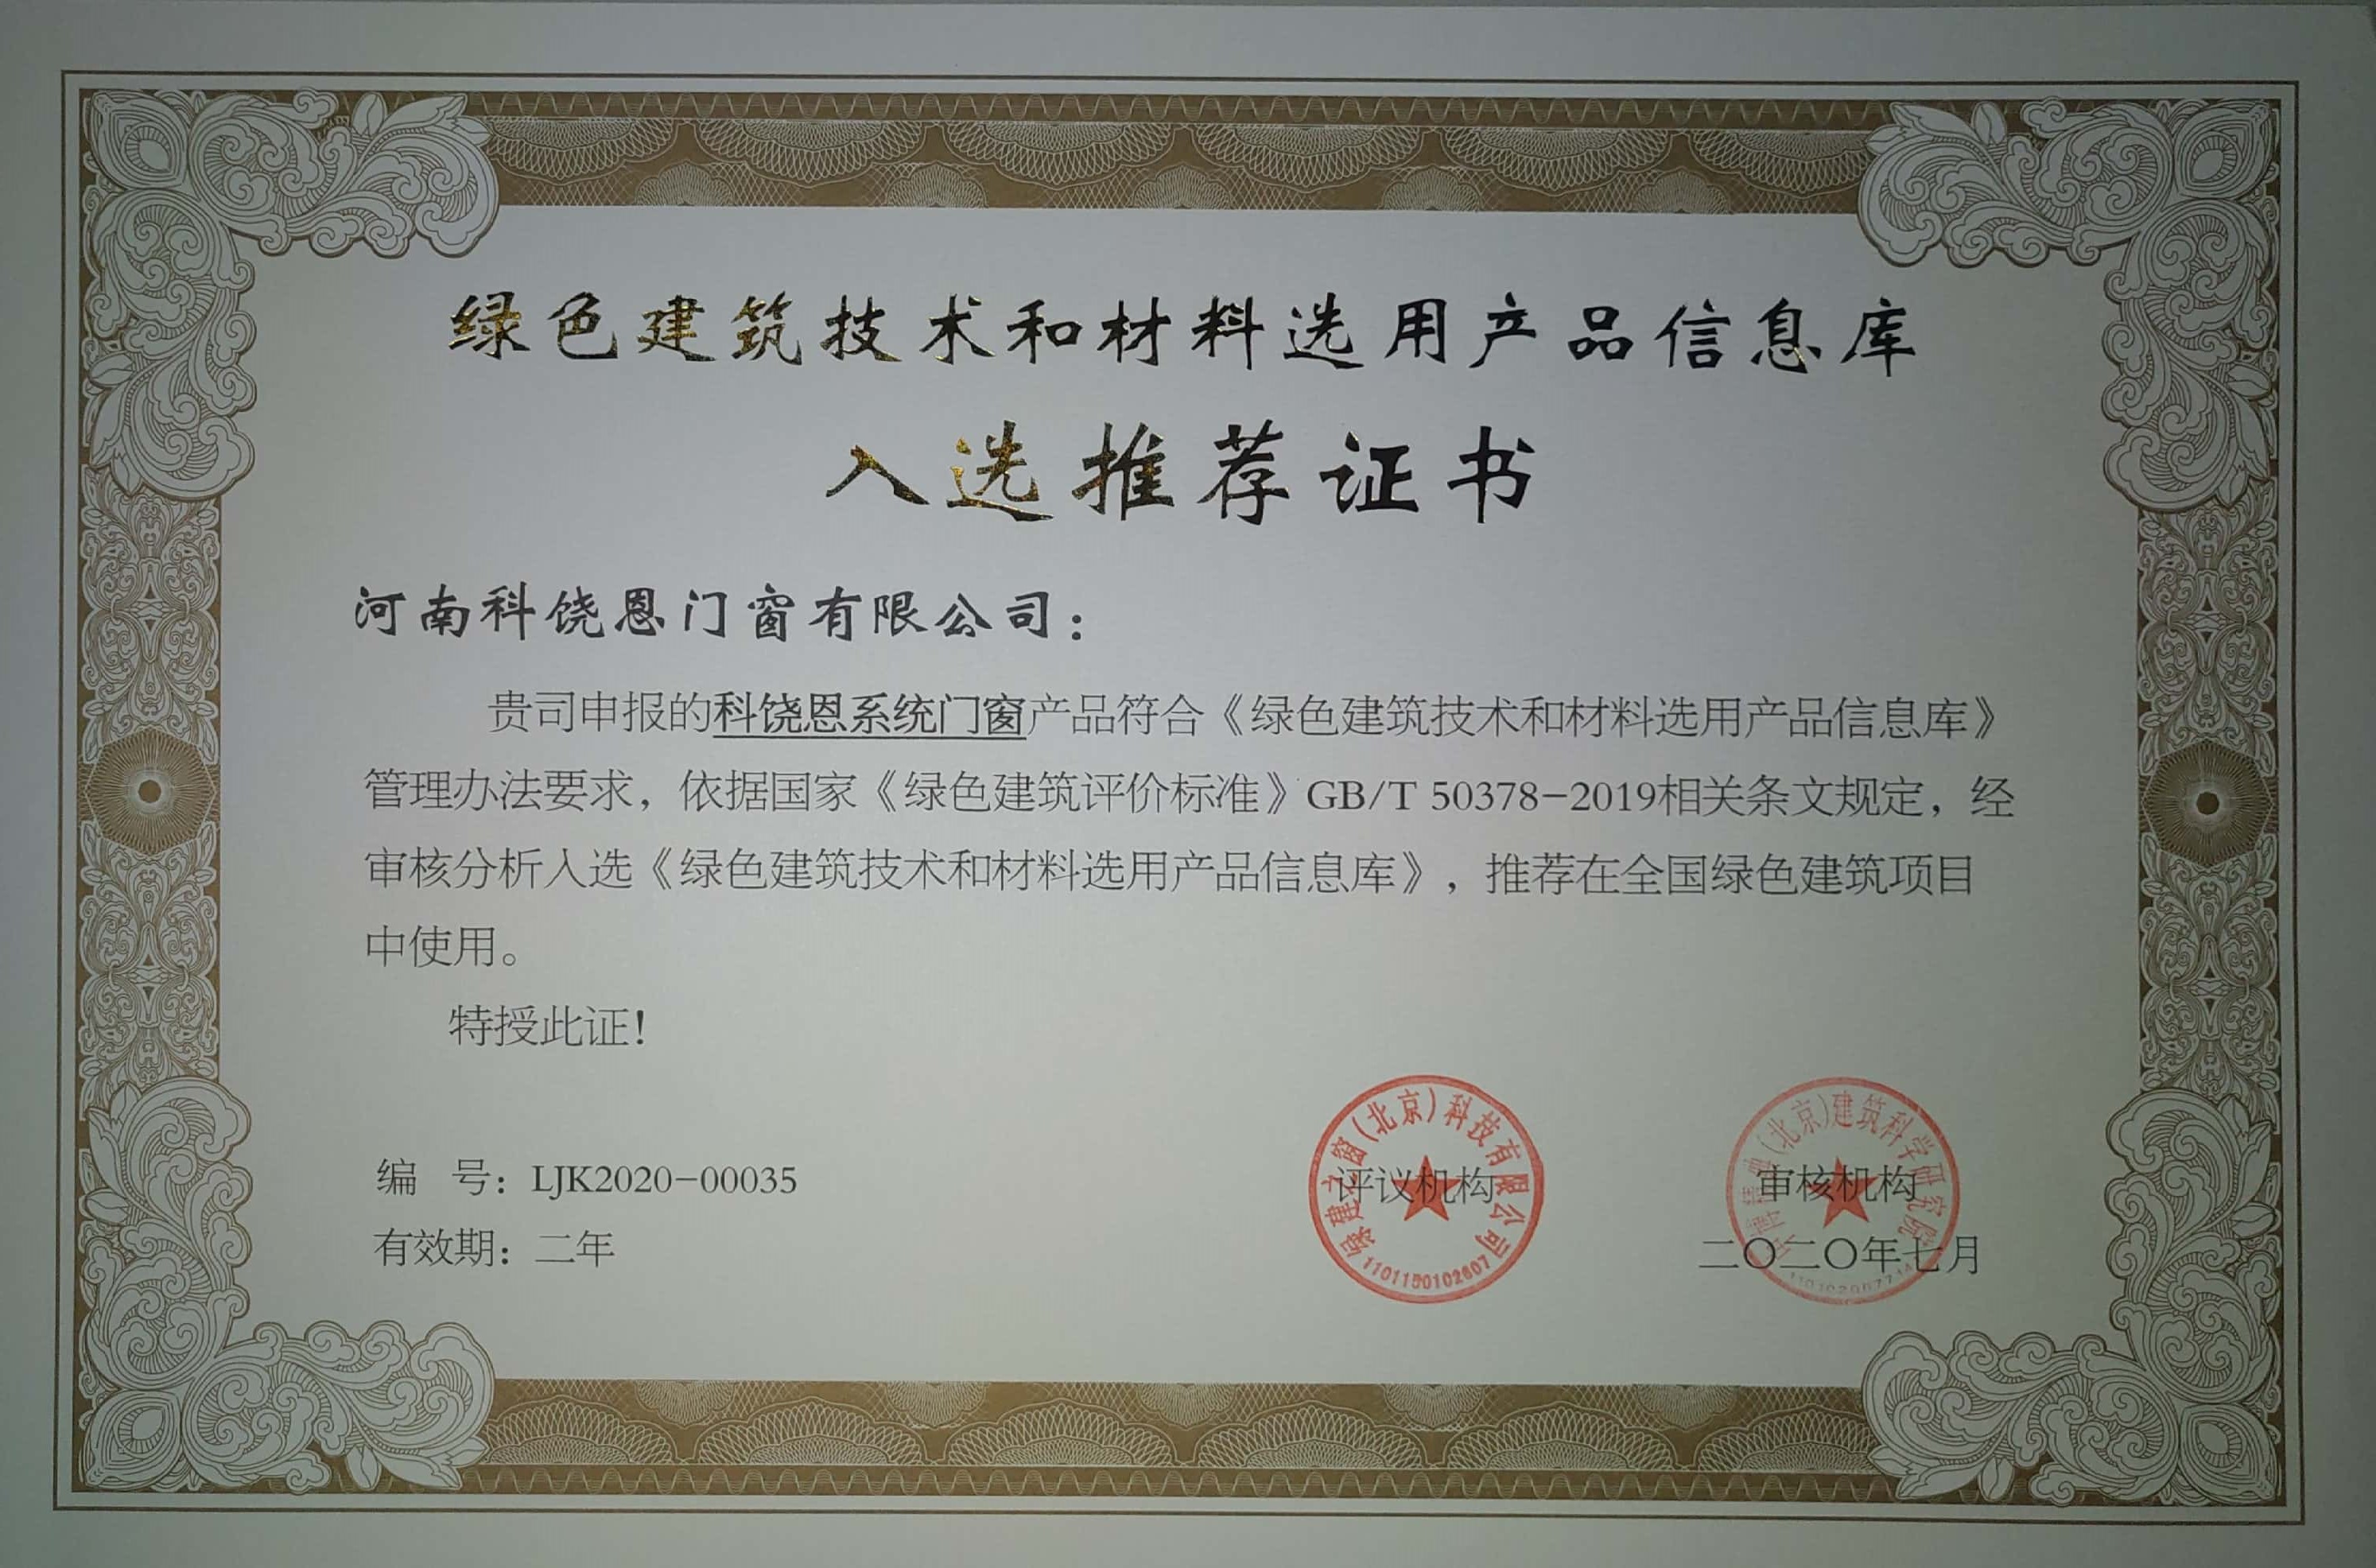 绿色建筑技术和材料选用产品信息库
入选推荐证书
河南科饶恩门窗有限公司：
贵司申报的科饶恩系统门窗产品符合《绿色建筑技术和材料选用产品信息库》
管理办法要求，依据国家《绿色建筑评价标准》GB/T 50378-2019相关条文规定，经
审核分析入选《绿色建筑技术和材料选用产品信息库》，推荐在全国绿色建筑项目
中使用。
特授此证！
编 号：LJK2020-00035
有效期：二年
绿建之窗（北京）科技有限公司
评议机构
1101150102607
（北京）建筑科学研究院
审核机构
二〇二〇年七月